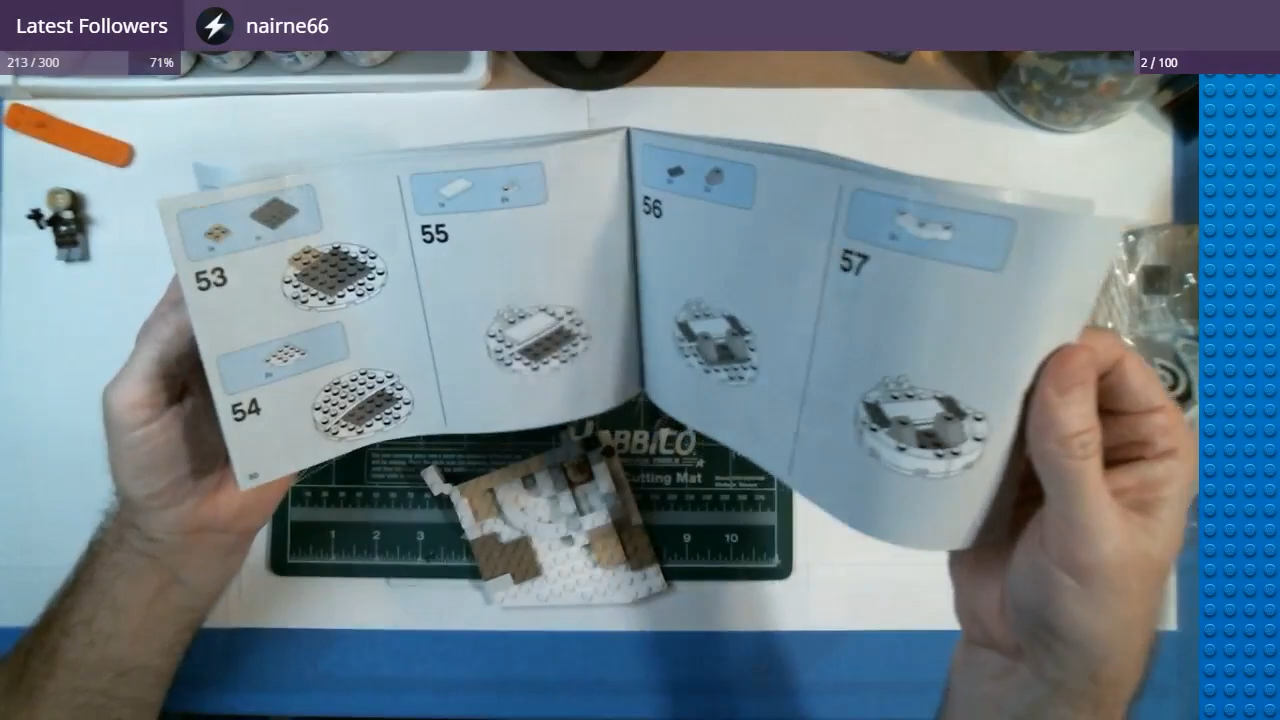 Latest Followers
nairne66
213 / 300
71%
2 / 100
53
54
55
56
57
BBICO
Cutting Mat
1 2 3 9 10